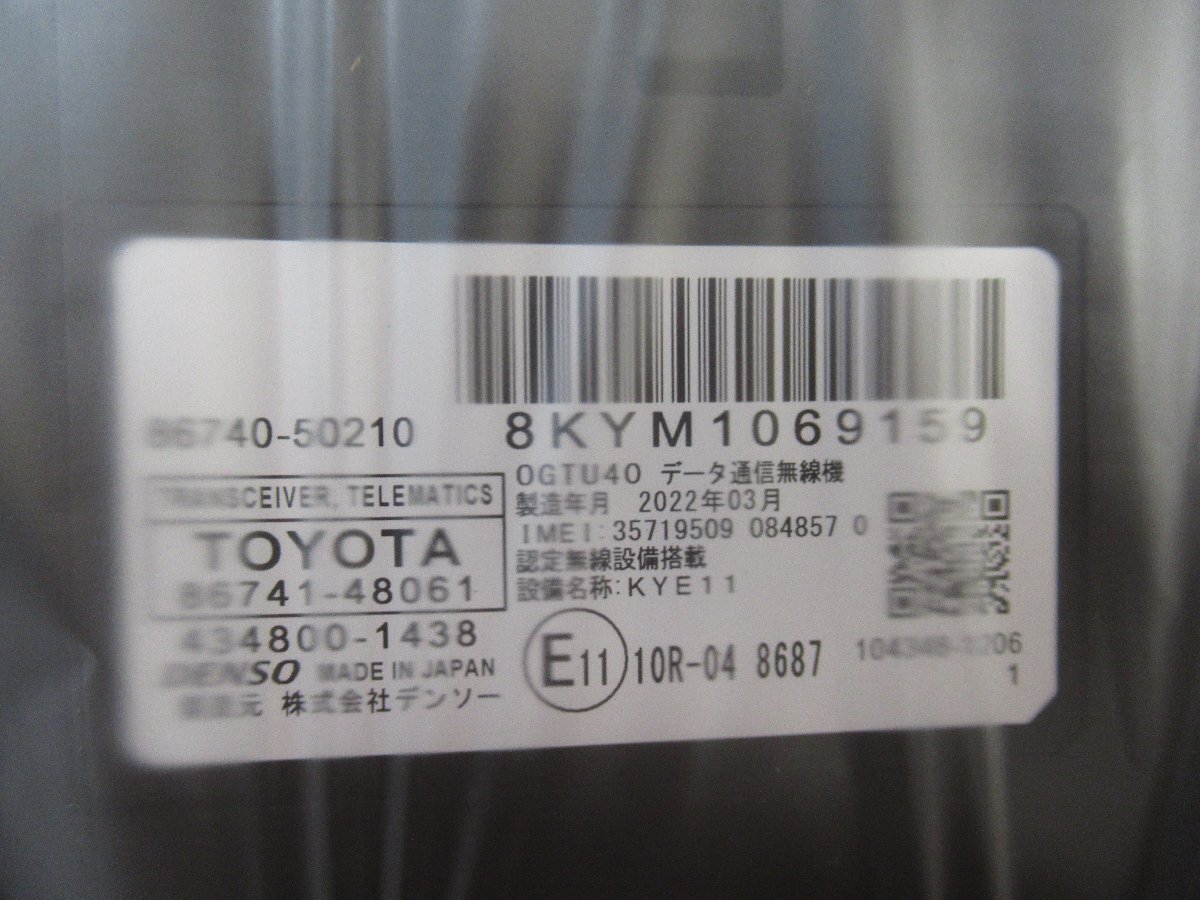 86740-50210
8KYM1069159
TRANSCEIVER, TELEMATICS
TOYOTA
86741-48061
434800-1438
DENSO MADE IN JAPAN
株式会社デンソー
OGTU40 データ通信無線機
製造年月 2022年03月
IMEI:35719509 084857 0
認定無線設備搭載
設備名称:KYE11
E11 10R-04 8687
1